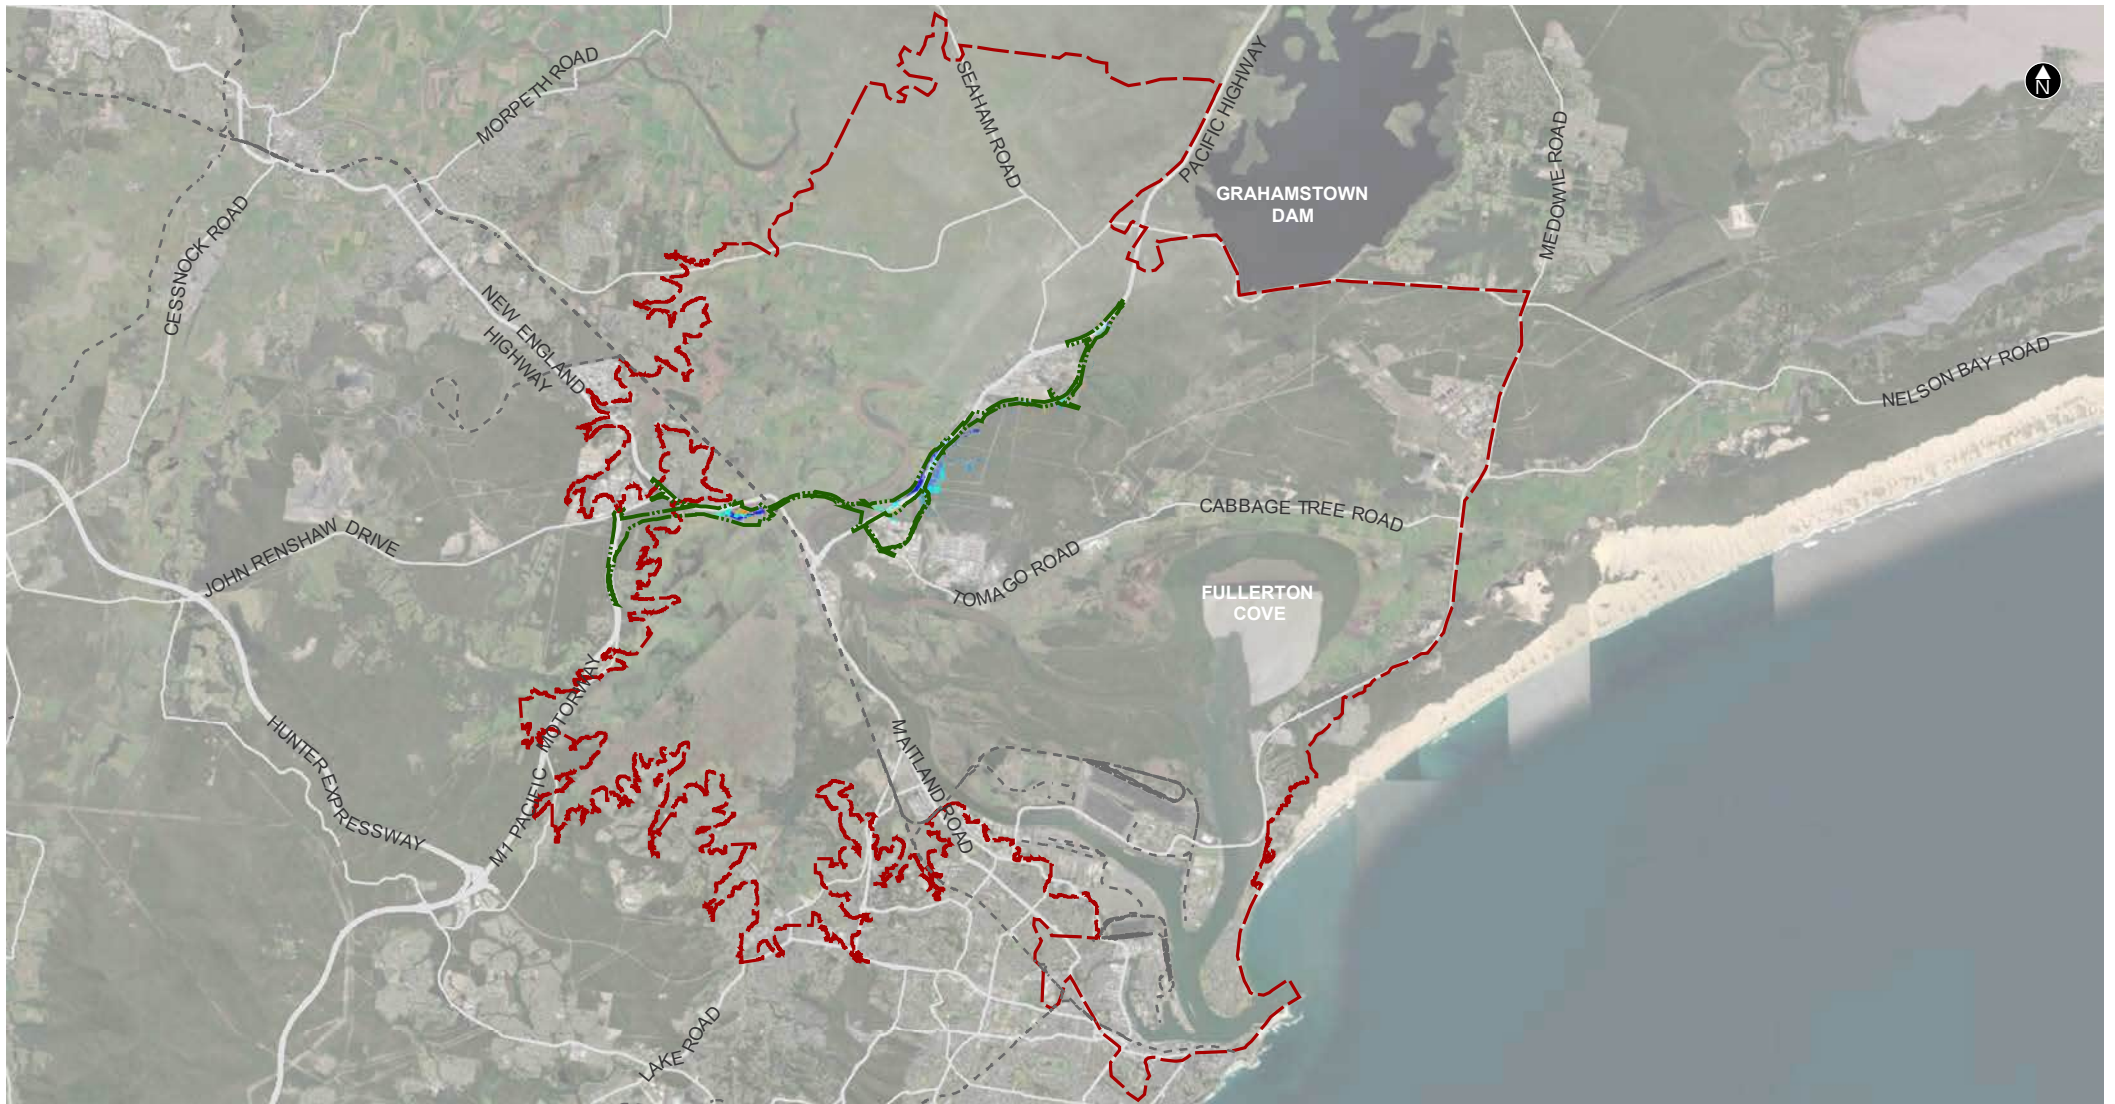 MORPETH ROAD
SEAHAM ROAD
PACIFIC HIGHWAY
N
GRAHAMSTOWN
DAM
MEDOWIE ROAD
CESSNOCK ROAD
NEW ENGLAND
HIGHWAY
NELSON BAY ROAD
CABBAGE TREE ROAD
JOHN RENSHAW DRIVE
TOMAGO ROAD
FULLERTON
COVE
HUNTER EXPRESSWAY
M1 PACIFIC MOTORWAY
MAITLAND ROAD
LAKE ROAD